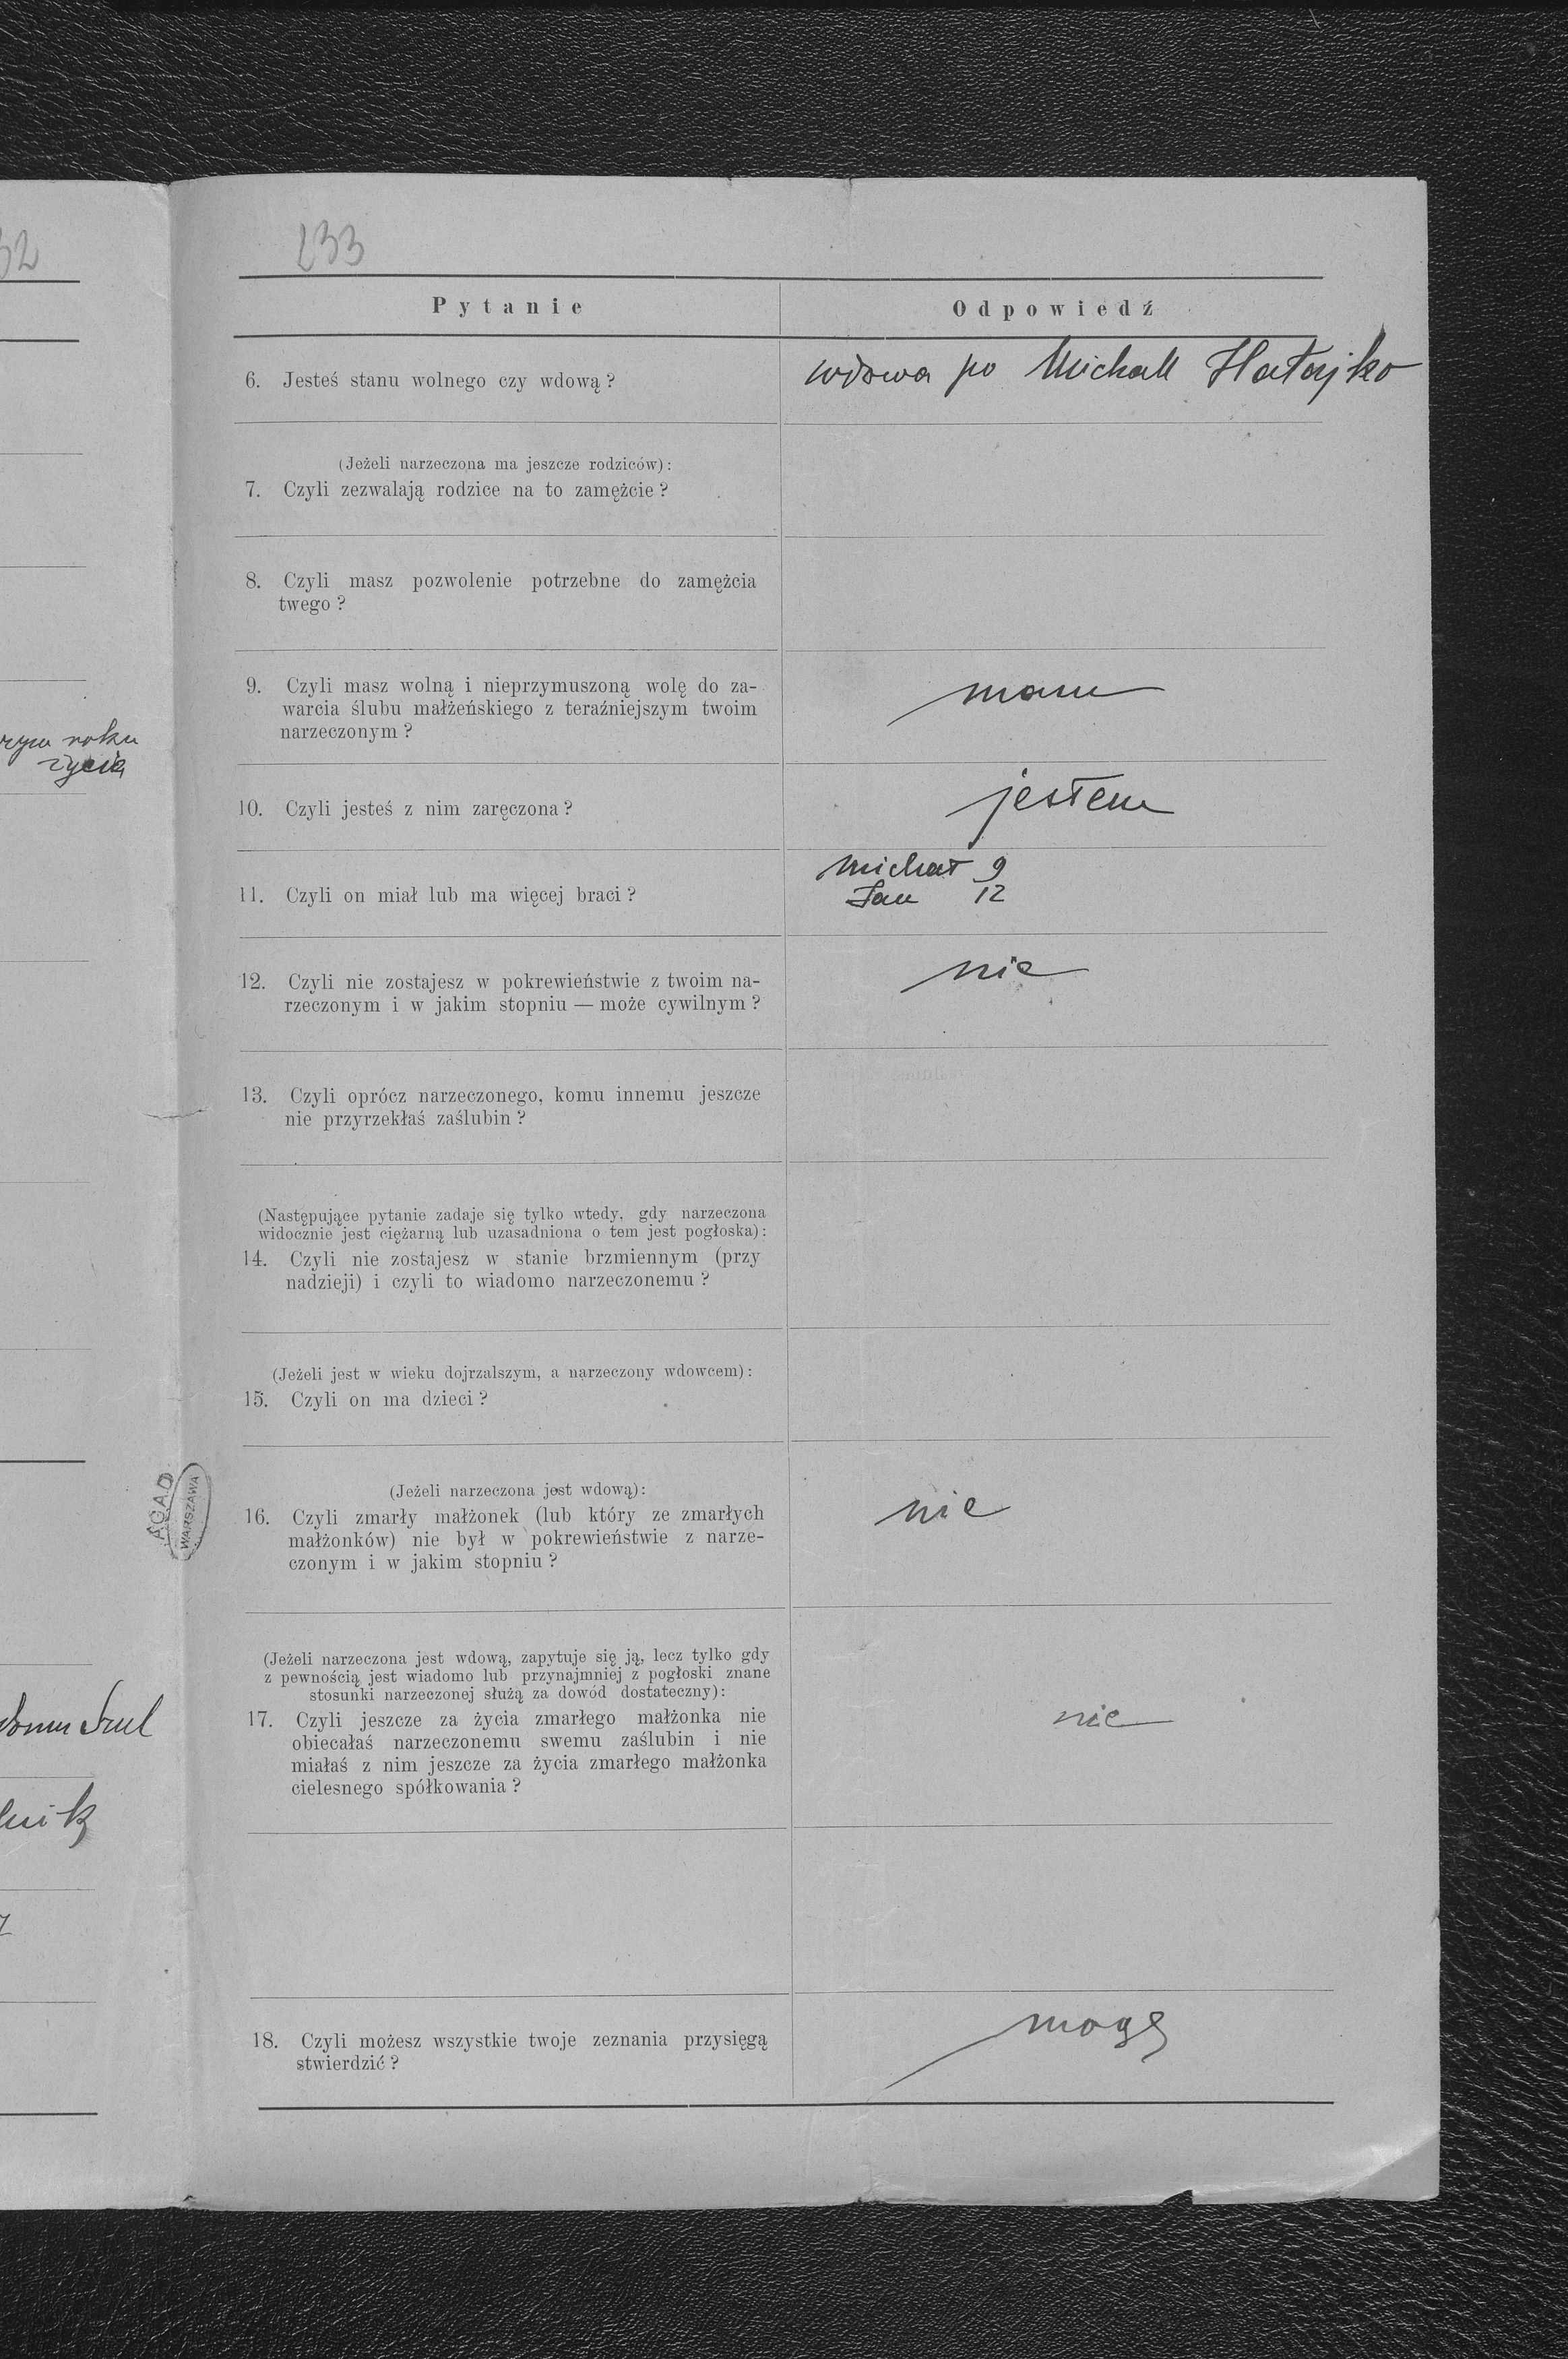 32
233
Pytanie
Odpowiedź
6. Jesteś stanu wolnego czy wdową?
wdowa po Michale Hałajko
(Jeżeli narzeczona ma jeszcze rodziców):
7. Czyli zezwalają rodzice na to zamężcie?
8. Czyli masz pozwolenie potrzebne do zamężcia
twego?
9. Czyli masz wolną i nieprzymuszoną wolę do za-
warcia ślubu małżeńskiego z teraźniejszym twoim
narzeczonym?
mam
roku
życia
10. Czyli jesteś z nim zaręczona?
jestem
11. Czyli on miał lub ma więcej braci?
Michał 9
Jan 12
12. Czyli nie zostajesz w pokrewieństwie z twoim na-
rzeczonym i w jakim stopniu — może cywilnym?
nie
13. Czyli oprócz narzeczonego, komu innemu jeszcze
nie przyrzekłaś zaślubin?
(Następujące pytanie zadaje się tylko wtedy, gdy narzeczona
widocznie jest ciężarną lub uzasadniona o tem jest pogłoska):
14. Czyli nie zostajesz w stanie brzmiennym (przy
nadzieji) i czyli to wiadomo narzeczonemu?
(Jeżeli jest w wieku dojrzalszym, a narzeczony wdowcem):
15. Czyli on ma dzieci?
A.G.A.D.
WARSZAWA
(Jeżeli narzeczona jest wdową):
16. Czyli zmarły małżonek (lub który ze zmarłych
małżonków) nie był w pokrewieństwie z narze-
czonym i w jakim stopniu?
nie
(Jeżeli narzeczona jest wdową, zapytuje się ją, lecz tylko gdy
z pewnością jest wiadomo lub przynajmniej z pogłoski znane
stosunki narzeczonej służą za dowód dostateczny):
17. Czyli jeszcze za życia zmarłego małżonka nie
obiecałaś narzeczonemu swemu zaślubin i nie
miałaś z nim jeszcze za życia zmarłego małżonka
cielesnego spółkowania?
nie
18. Czyli możesz wszystkie twoje zeznania przysięgą
stwierdzić?
mogę